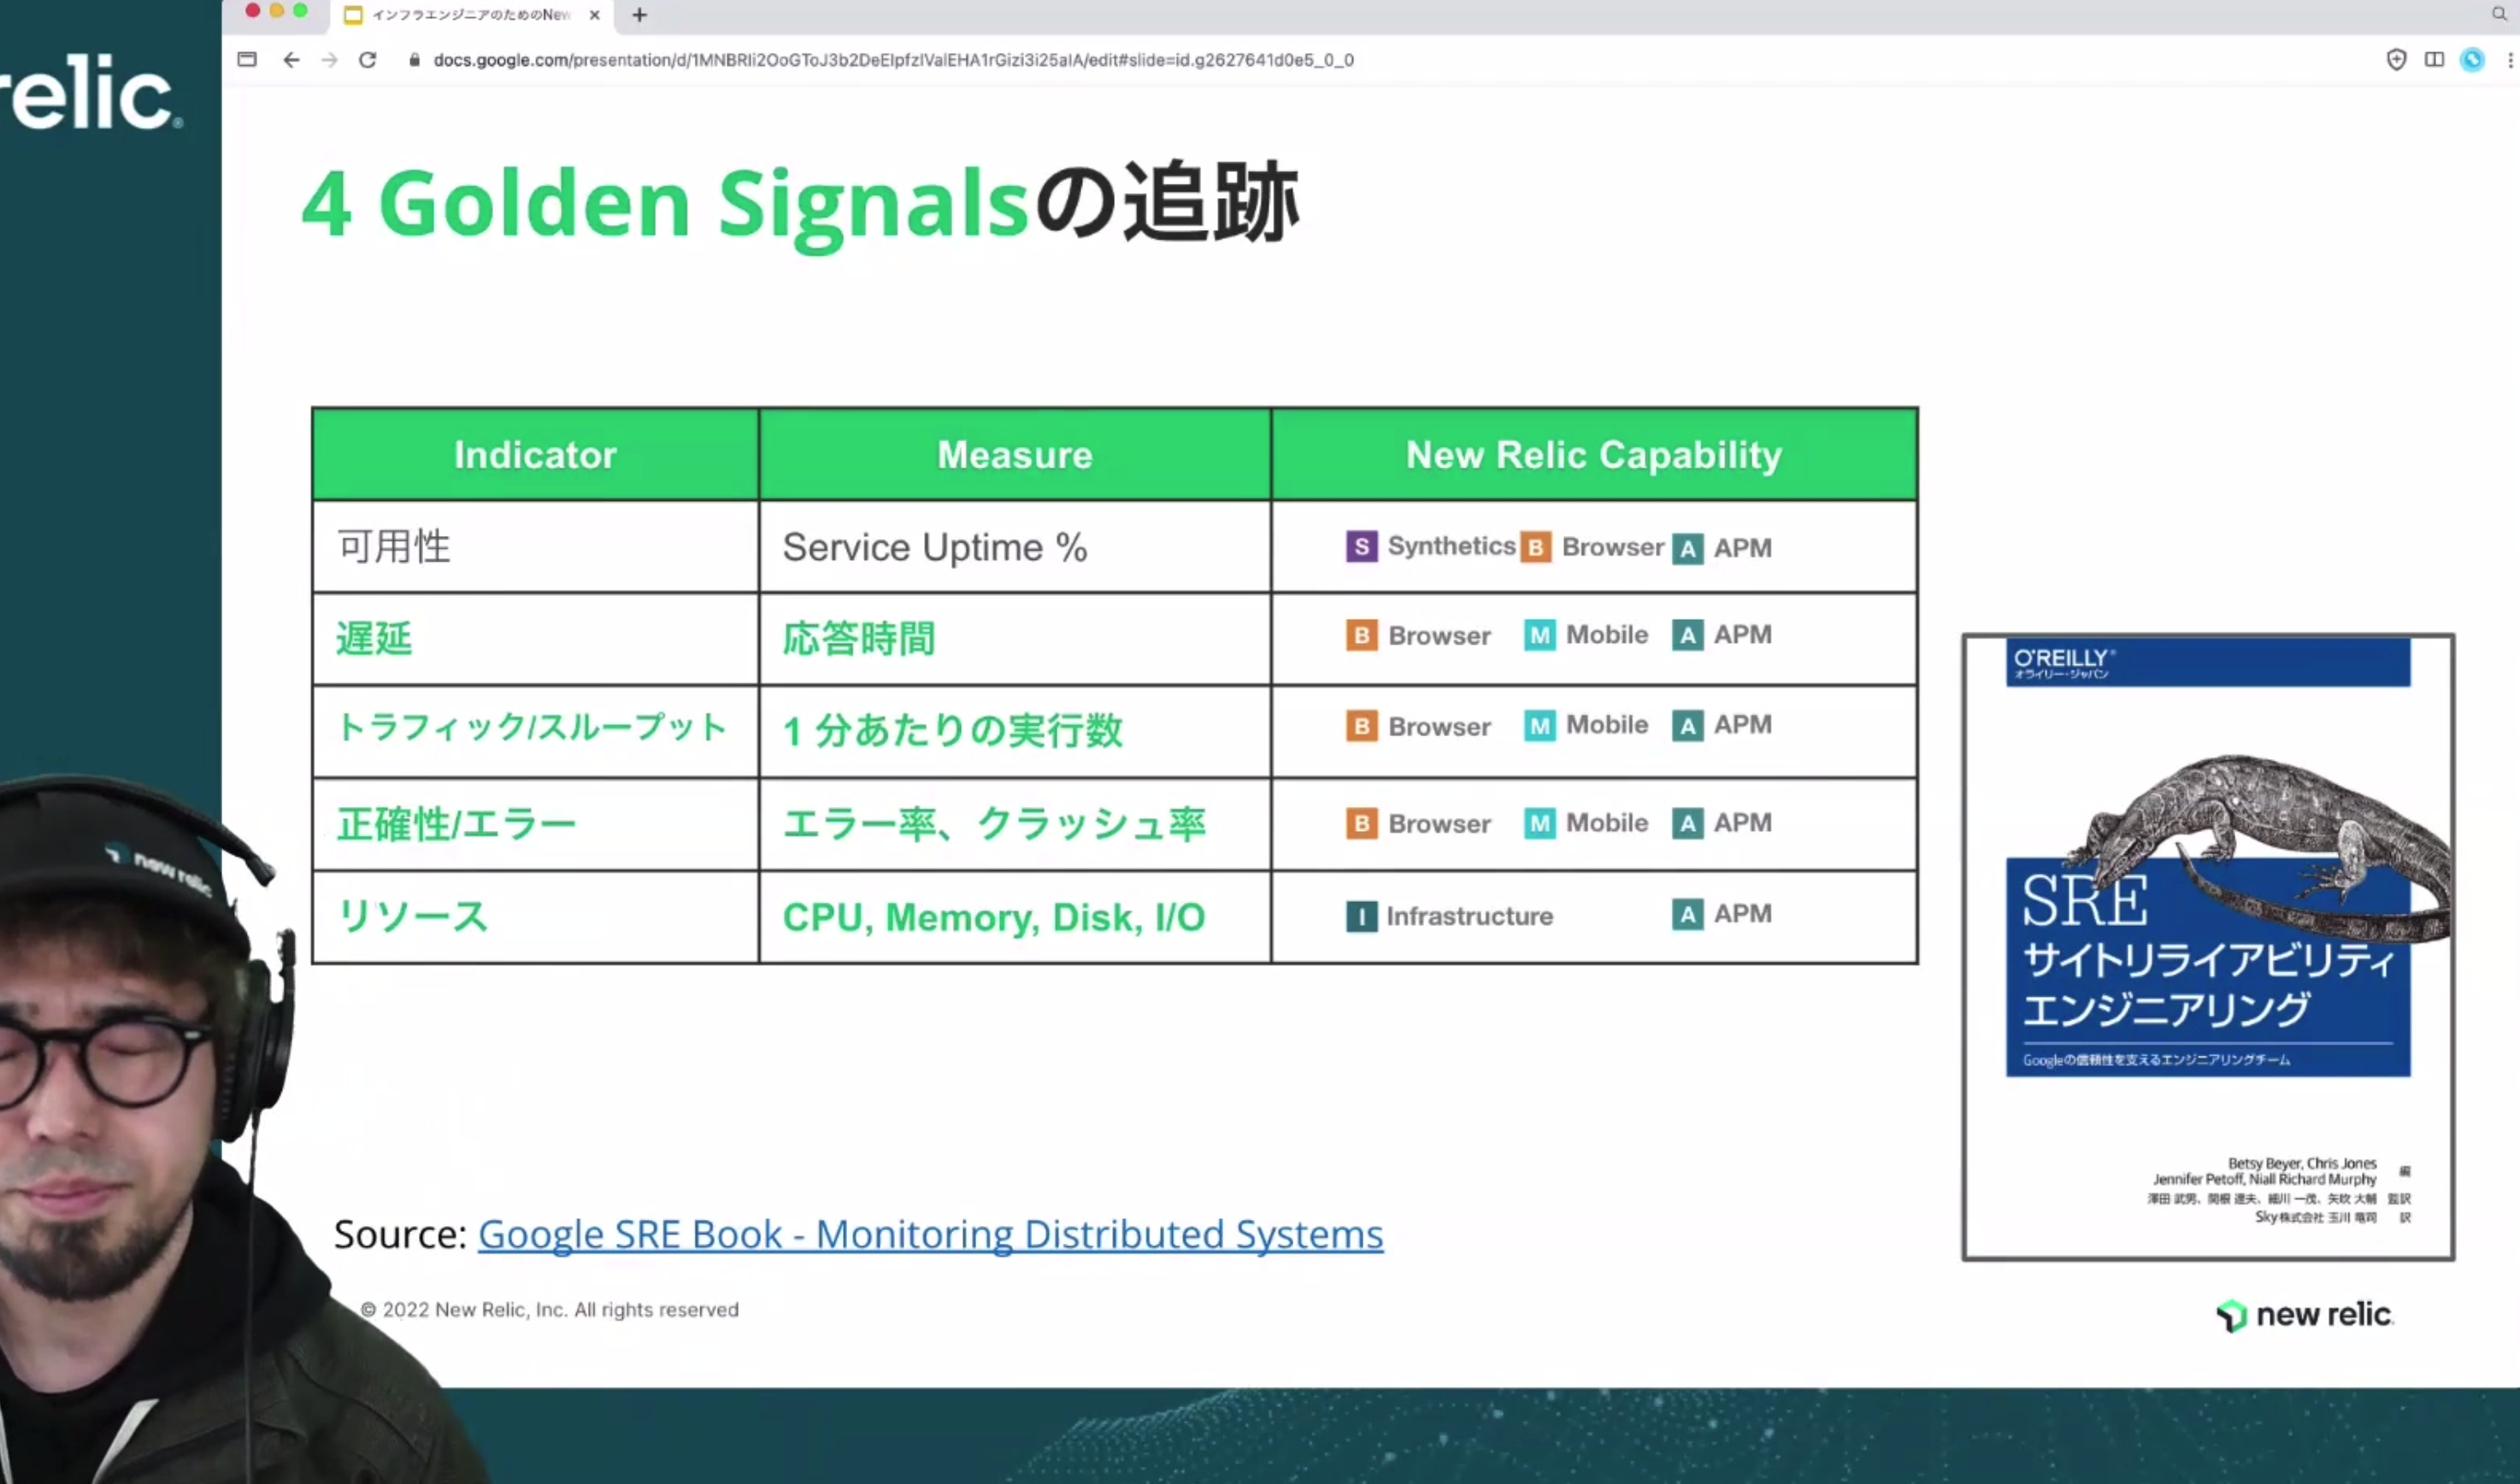 relic.
インフラエンジニアのためのNew
docs.google.com/presentation/d/1MNBRIi2OoGToJ3b2DeEIpfzIValEHA1rGizi3i25aIA/edit#slide=id.g2627641d0e5_0_0
4 Golden Signalsの追跡
Indicator Measure New Relic Capability
可用性 Service Uptime % S Synthetics B Browser A APM
遅延 応答時間 B Browser M Mobile A APM
トラフィック/スループット 1 分あたりの実行数 B Browser M Mobile A APM
正確性/エラー エラー率、クラッシュ率 B Browser M Mobile A APM
リソース CPU, Memory, Disk, I/O I Infrastructure A APM
O'REILLY®
オライリー・ジャパン
SRE
サイトリライアビリティ
エンジニアリング
Googleの信頼性を支えるエンジニアリングチーム
Betsy Beyer, Chris Jones
Jennifer Petoff, Niall Richard Murphy 編
澤田 武男、関根 達夫、細川 一茂、矢吹 大輔 監訳
Sky株式会社 玉川 竜司 訳
new relic
Source: Google SRE Book - Monitoring Distributed Systems
© 2022 New Relic, Inc. All rights reserved
new relic.